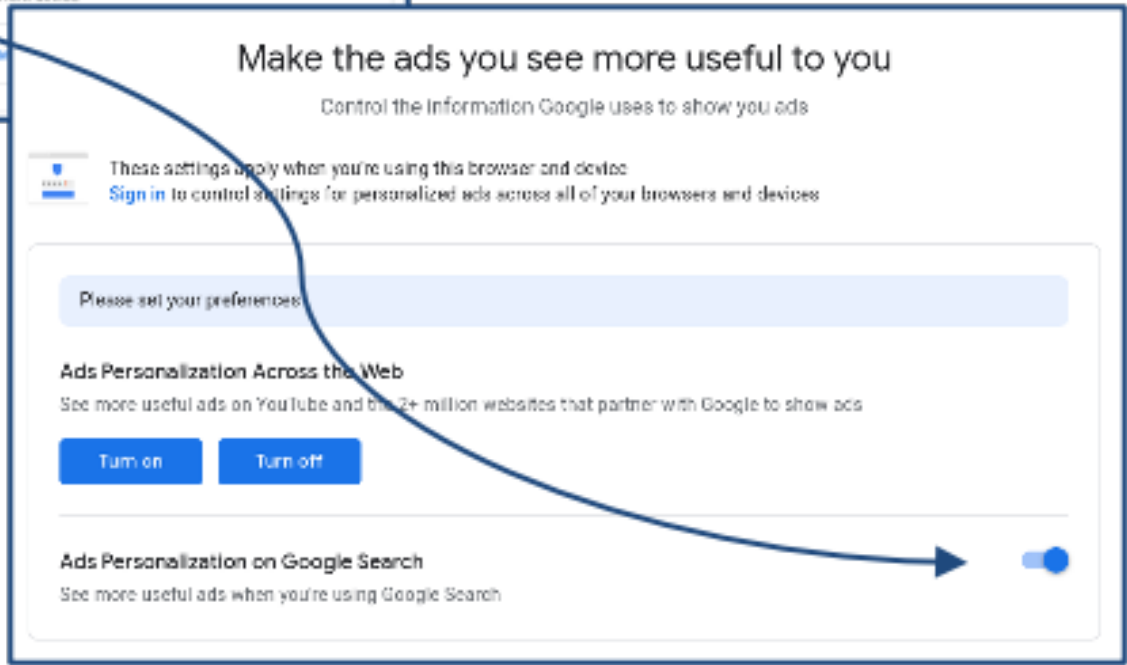 Make the ads you see more useful to you
Control the information Google uses to show you ads
These settings apply when you're using this browser and device
Sign in to control settings for personalized ads across all of your browsers and devices
Please set your preferences
Ads Personalization Across the Web
See more useful ads on YouTube and the 2+ million websites that partner with Google to show ads
Turn on
Turn off
Ads Personalization on Google Search
See more useful ads when you're using Google Search